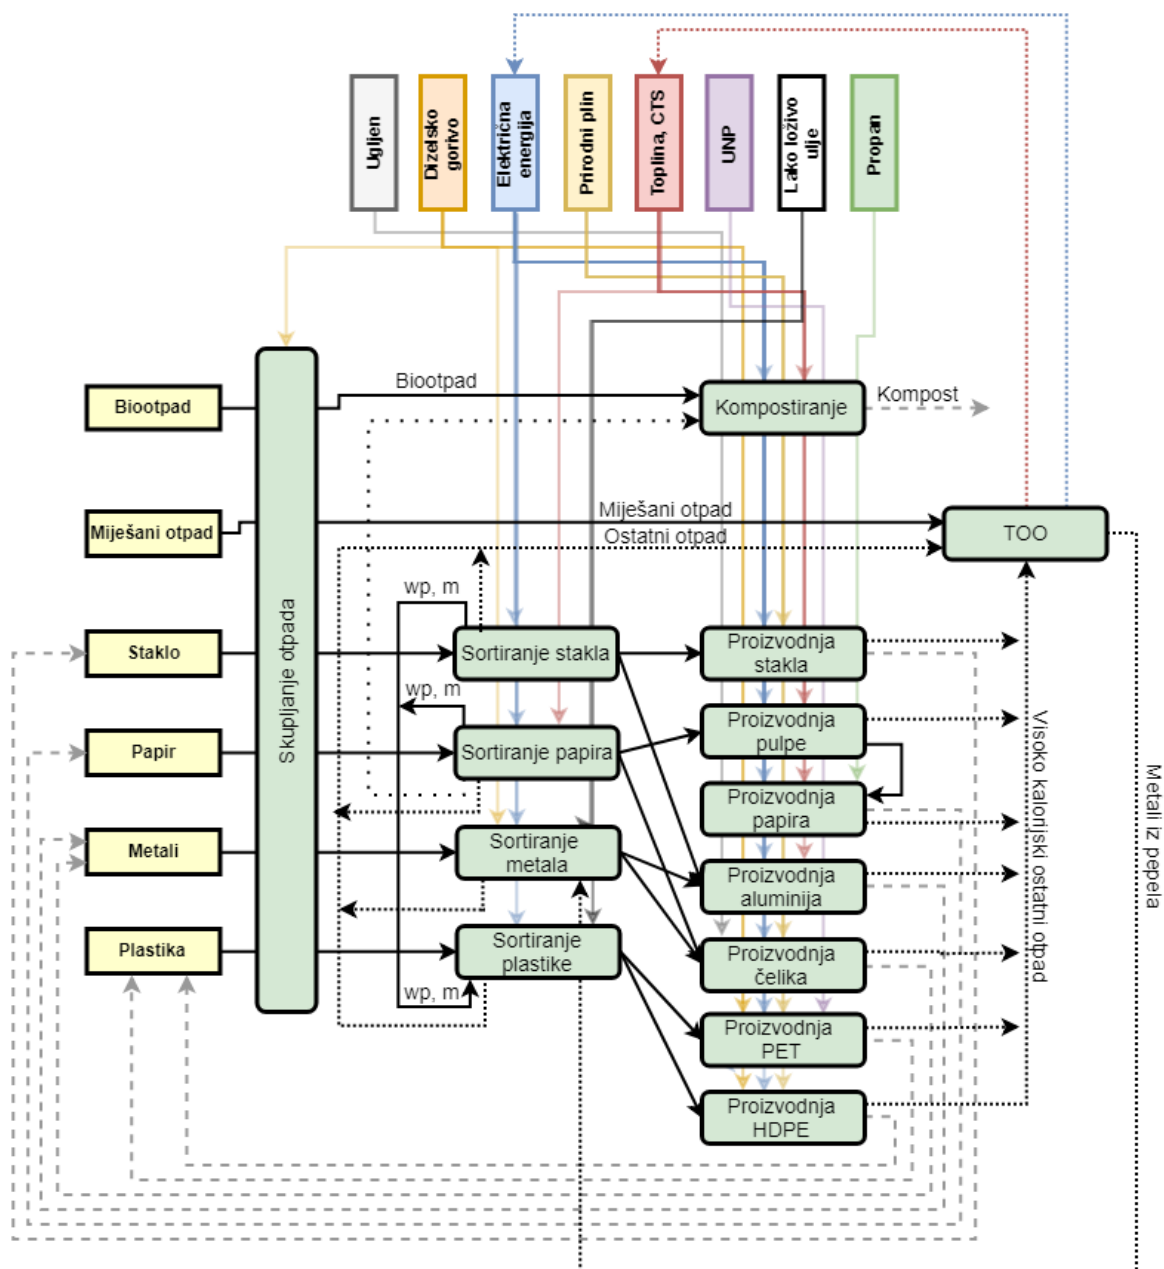 Ugljen
Dizelsko
gorivo
Električna
energija
Prirodni plin
Toplina, CTS
UNP
Lako loživo
ulje
Propan
Biootpad
Biootpad
Kompostiranje
Kompost
Miješani otpad
Miješani otpad
Ostatni otpad
TOO
Skupljanje otpada
wp, m
Staklo
Sortiranje stakla
Proizvodnja
stakla
wp, m
Papir
Sortiranje papira
Proizvodnja
pulpe
Proizvodnja
papira
Metali
Sortiranje
metala
Proizvodnja
aluminija
Plastika
Sortiranje
plastike
Proizvodnja
čelika
wp, m
Proizvodnja
PET
Proizvodnja
HDPE
Visoko kalorijski ostatni otpad
Metali iz pepela